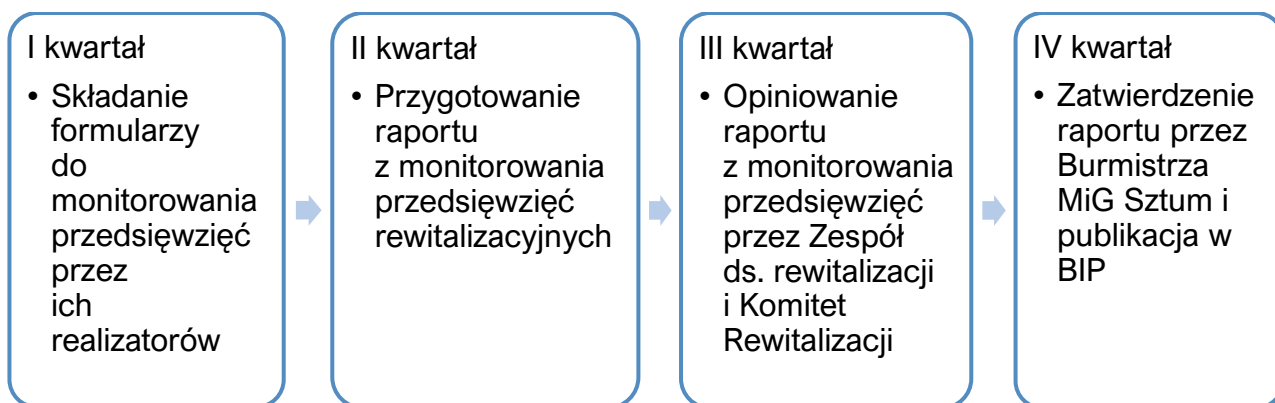 I kwartał
• Składanie
formularzy
do
monitorowania
przedsięwzięć
przez
ich
realizatorów
II kwartał
• Przygotowanie
raportu
z monitorowania
przedsięwzięć
rewitalizacyjnych
III kwartał
• Opiniowanie
raportu
z monitorowania
przedsięwzięć
przez Zespół
ds. rewitalizacji
i Komitet
Rewitalizacji
IV kwartał
• Zatwierdzenie
raportu przez
Burmistrza
MiG Sztum i
publikacja w
BIP